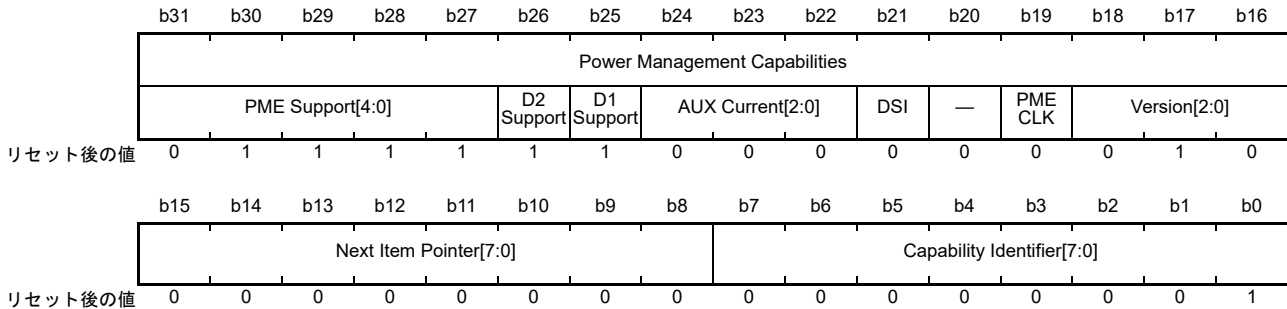 b31 b30 b29 b28 b27 b26 b25 b24 b23 b22 b21 b20 b19 b18 b17 b16
Power Management Capabilities
PME Support[4:0] D2 Support D1 Support AUX Current[2:0] DSI — PME CLK Version[2:0]
リセット後の値 0 1 1 1 1 1 1 0 0 0 0 0 0 0 1 0
b15 b14 b13 b12 b11 b10 b9 b8 b7 b6 b5 b4 b3 b2 b1 b0
Next Item Pointer[7:0] Capability Identifier[7:0]
リセット後の値 0 0 0 0 0 0 0 0 0 0 0 0 0 0 0 1